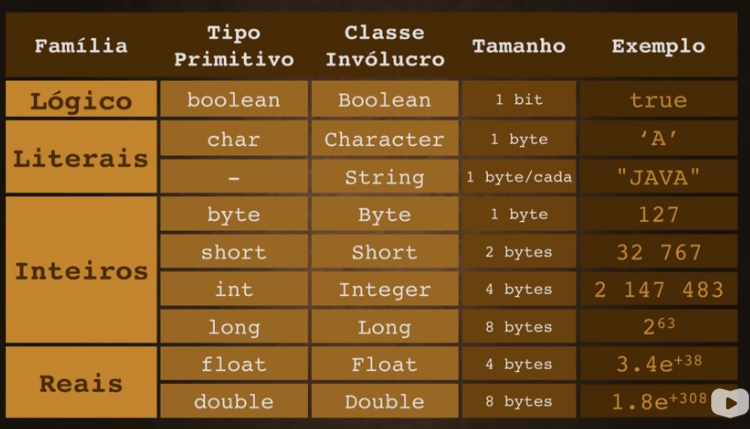 Família Tipo Primitivo Classe Invólucro Tamanho Exemplo
Lógico boolean Boolean 1 bit true
Literais char Character 1 byte ‘A’
- String 1 byte/cada "JAVA"
Inteiros byte Byte 1 byte 127
short Short 2 bytes 32 767
int Integer 4 bytes 2 147 483
long Long 8 bytes 2⁶³
Reais float Float 4 bytes 3.4e⁺³⁸
double Double 8 bytes 1.8e⁺³⁰⁸